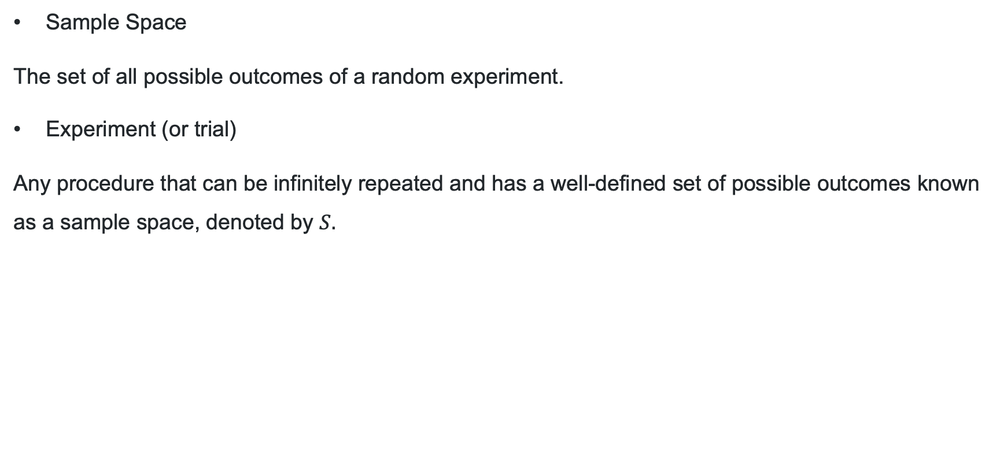 • Sample Space
The set of all possible outcomes of a random experiment.
• Experiment (or trial)
Any procedure that can be infinitely repeated and has a well-defined set of possible outcomes known
as a sample space, denoted by S.